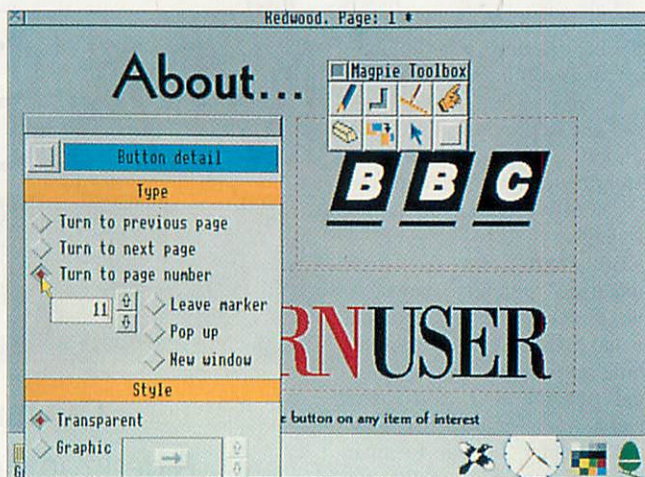 Redwood. Page: 1 *
About...
Magpie Toolbox
BBC
Button detail
Type
Turn to previous page
Turn to next page
Turn to page number
11
Leave marker
Pop up
New window
RNUSER
Style
Transparent
button on any item of interest
Graphic